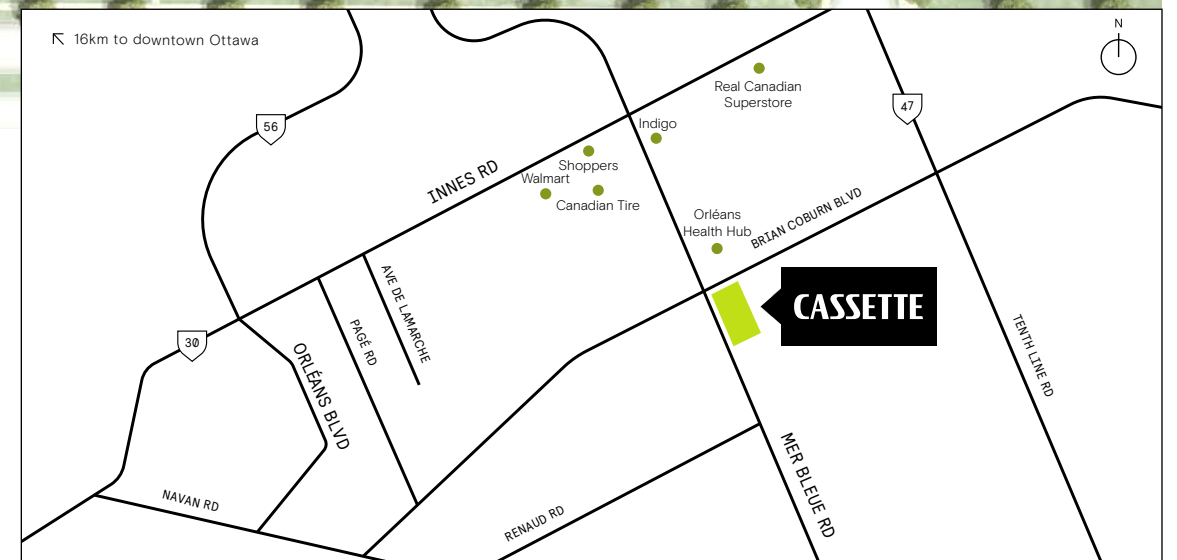 16km to downtown Ottawa
N
Real Canadian
Superstore
47
56
Indigo
Shoppers
INNES RD
Walmart
Canadian Tire
Orléans
Health Hub
BRIAN COBURN BLVD
AVE DE LAMARCHE
CASSETTE
PAGÉ RD
30
TENTH LINE RD
ORLÉANS BLVD
MER BLEUE RD
NAVAN RD
RENAUD RD